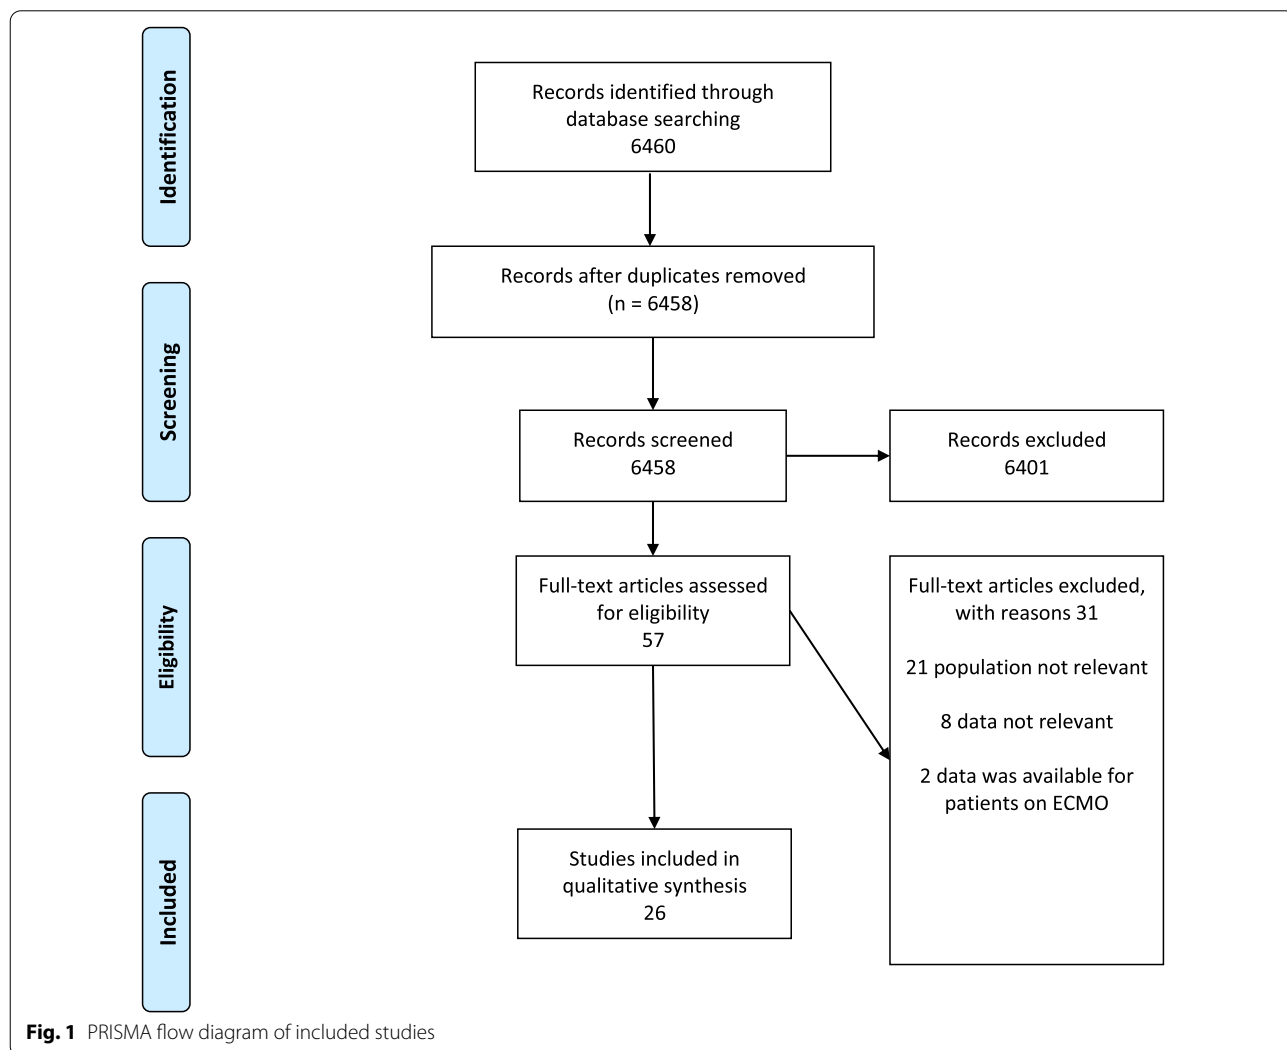 Identification
Records identified through
database searching
6460
Records after duplicates removed
(n = 6458)
Screening
Records screened
6458
Records excluded
6401
Eligibility
Full-text articles assessed
for eligibility
57
Full-text articles excluded,
with reasons 31
21 population not relevant
8 data not relevant
2 data was available for
patients on ECMO
Included
Studies included in
qualitative synthesis
26
Fig. 1 PRISMA flow diagram of included studies